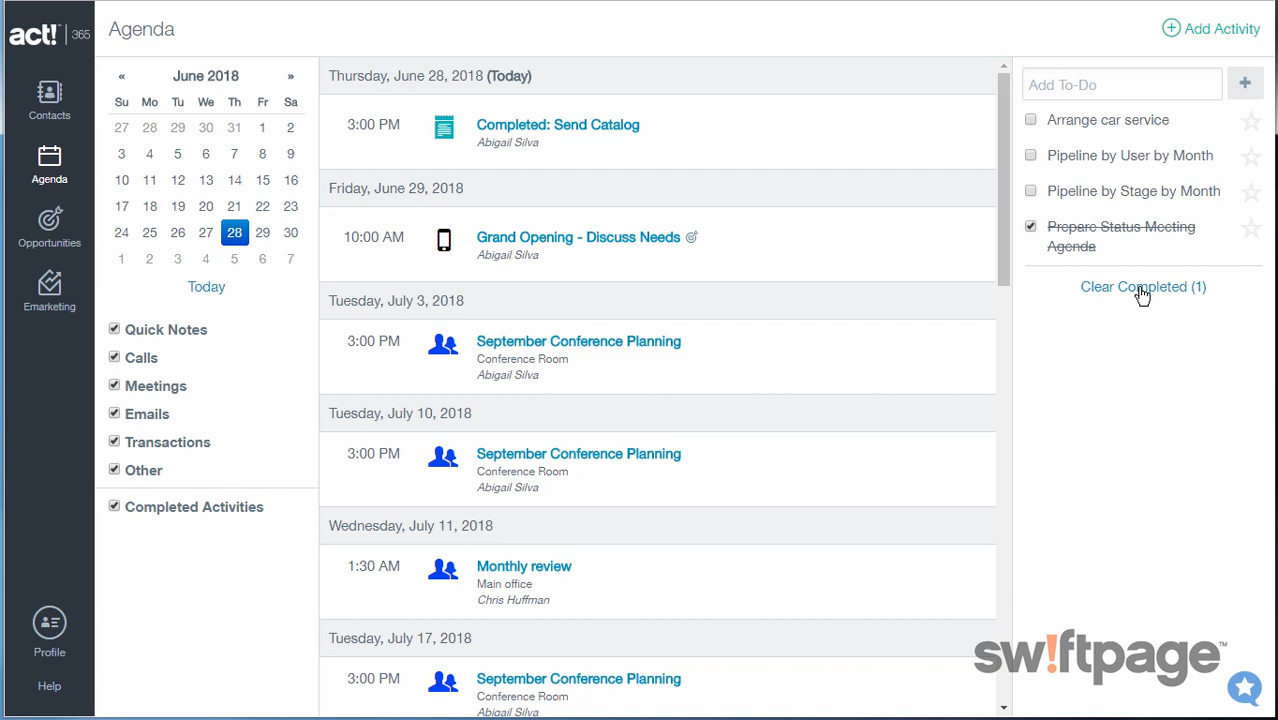 act! 365
Agenda
Add Activity
Contacts
Agenda
Opportunities
Emarketing
Profile
Help
« June 2018 »
Su Mo Tu We Th Fr Sa
27 28 29 30 31 1 2
3 4 5 6 7 8 9
10 11 12 13 14 15 16
17 18 19 20 21 22 23
24 25 26 27 28 29 30
1 2 3 4 5 6 7
Today
Quick Notes
Calls
Meetings
Emails
Transactions
Other
Completed Activities
Thursday, June 28, 2018 (Today)
3:00 PM Completed: Send Catalog
Abigail Silva
Friday, June 29, 2018
10:00 AM Grand Opening - Discuss Needs
Abigail Silva
Tuesday, July 3, 2018
3:00 PM September Conference Planning
Conference Room
Abigail Silva
Tuesday, July 10, 2018
3:00 PM September Conference Planning
Conference Room
Abigail Silva
Wednesday, July 11, 2018
1:30 AM Monthly review
Main office
Chris Huffman
Tuesday, July 17, 2018
3:00 PM September Conference Planning
Conference Room
Abigail Silva
Add To-Do +
Arrange car service
Pipeline by User by Month
Pipeline by Stage by Month
Prepare Status Meeting
Agenda
Clear Completed (1)
sw!ftpage™